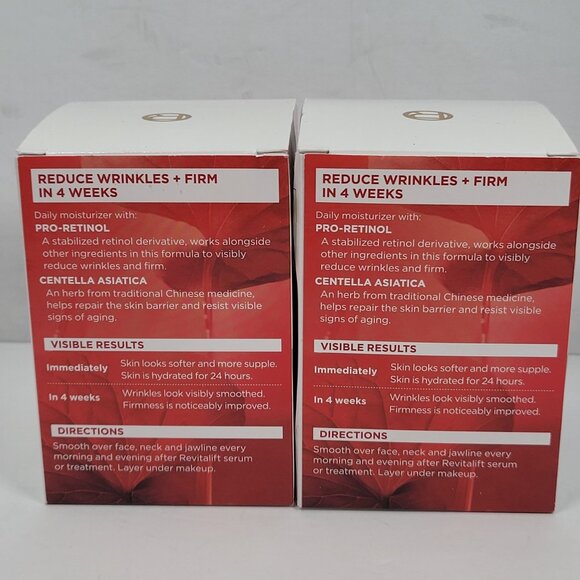 REDUCE WRINKLES + FIRM
IN 4 WEEKS
Daily moisturizer with:
PRO-RETINOL
A stabilized retinol derivative, works alongside
other ingredients in this formula to visibly
reduce wrinkles and firm.
CENTELLA ASIATICA
An herb from traditional Chinese medicine,
helps repair the skin barrier and resist visible
signs of aging.
VISIBLE RESULTS
Immediately Skin looks softer and more supple.
Skin is hydrated for 24 hours.
In 4 weeks Wrinkles look visibly smoothed.
Firmness is noticeably improved.
DIRECTIONS
Smooth over face, neck and jawline every
morning and evening after Revitalift serum
or treatment. Layer under makeup.
REDUCE WRINKLES + FIRM
IN 4 WEEKS
Daily moisturizer with:
PRO-RETINOL
A stabilized retinol derivative, works alongside
other ingredients in this formula to visibly
reduce wrinkles and firm.
CENTELLA ASIATICA
An herb from traditional Chinese medicine,
helps repair the skin barrier and resist visible
signs of aging.
VISIBLE RESULTS
Immediately Skin looks softer and more supple.
Skin is hydrated for 24 hours.
In 4 weeks Wrinkles look visibly smoothed.
Firmness is noticeably improved.
DIRECTIONS
Smooth over face, neck and jawline every
morning and evening after Revitalift serum
or treatment. Layer under makeup.